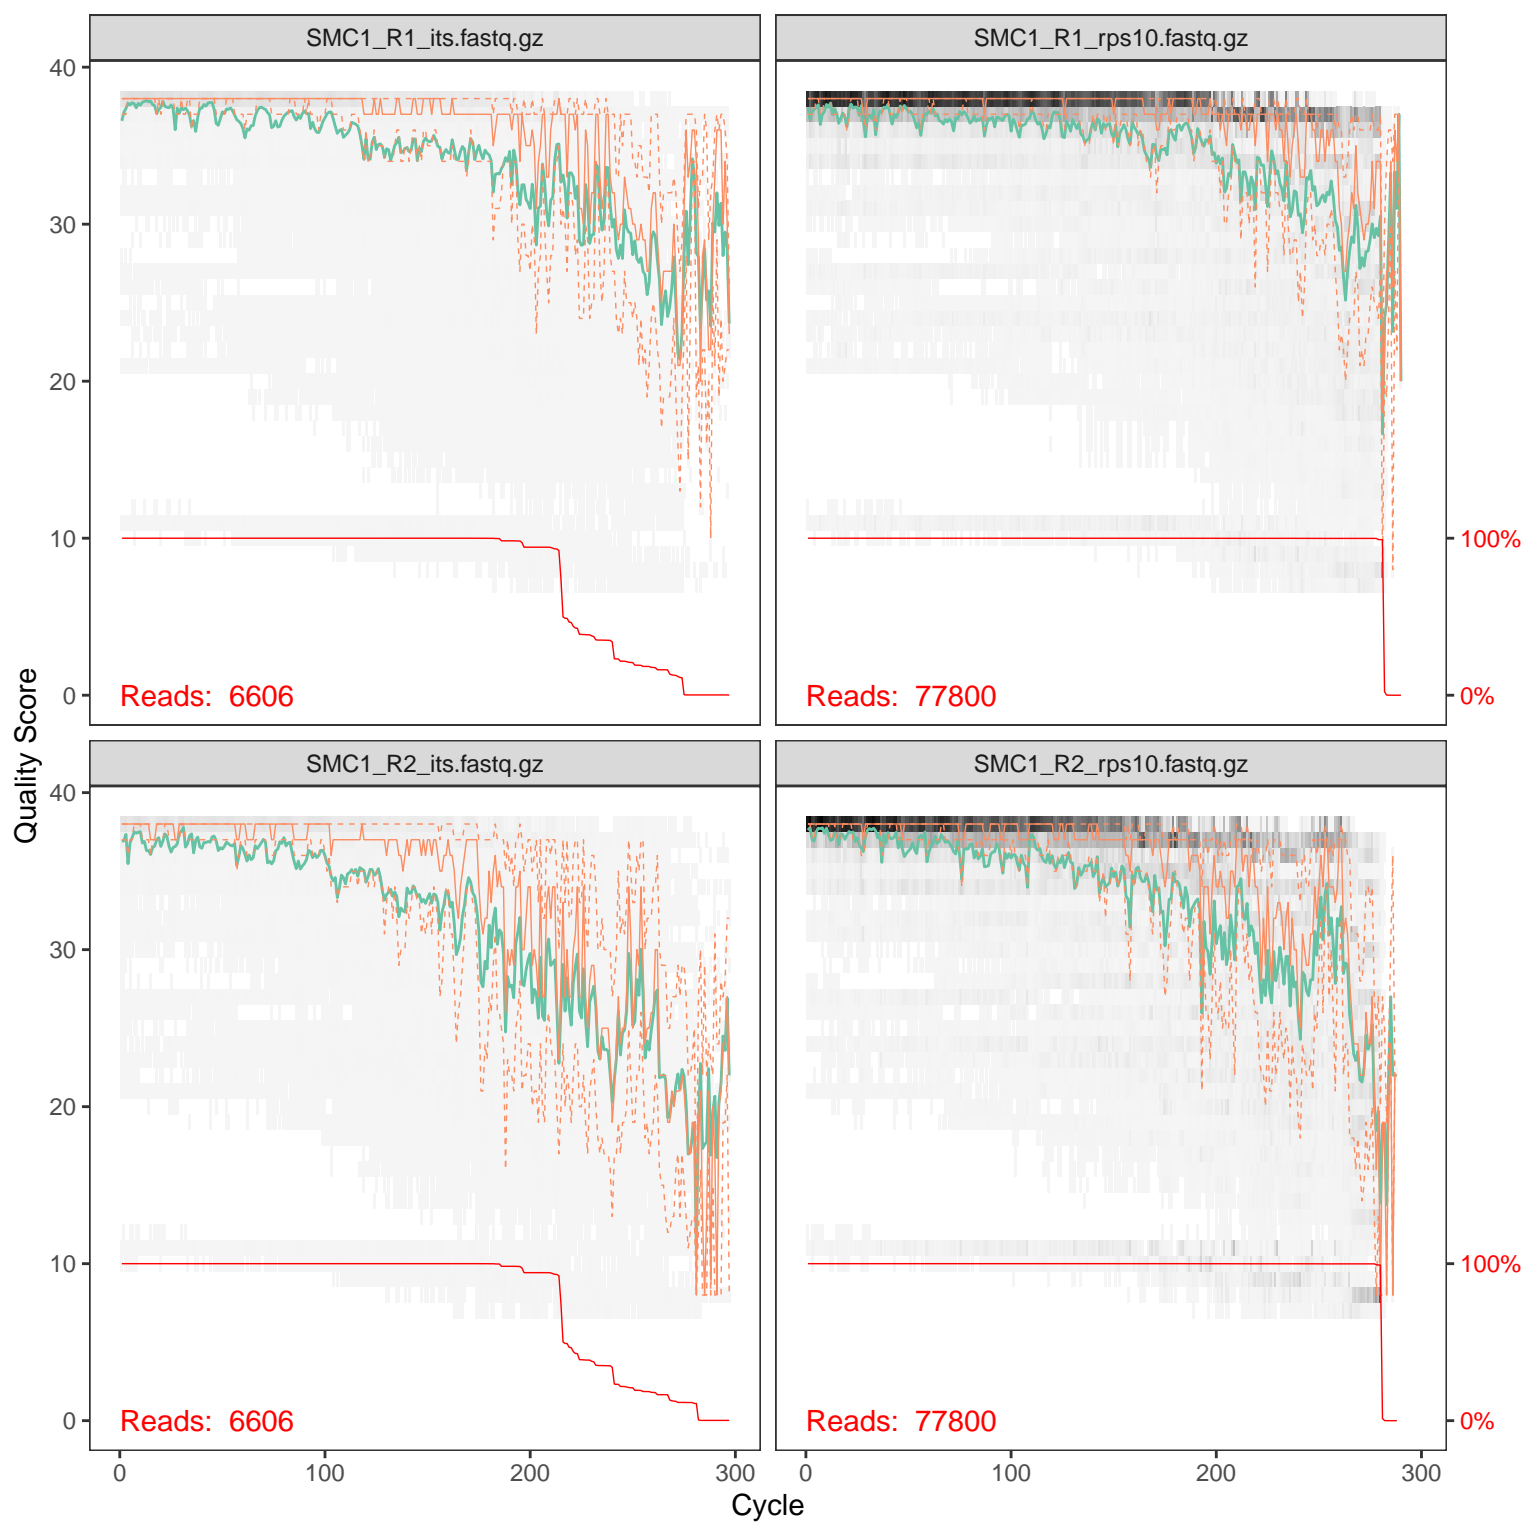 SMC1_R1_its.fastq.gz
SMC1_R1_rps10.fastq.gz
40
30
20
10
0
100%
0%
Reads: 6606
Reads: 77800
Quality Score
SMC1_R2_its.fastq.gz
SMC1_R2_rps10.fastq.gz
40
30
20
10
0
100%
0%
Reads: 6606
Reads: 77800
0 100 200 300
0 100 200 300
Cycle